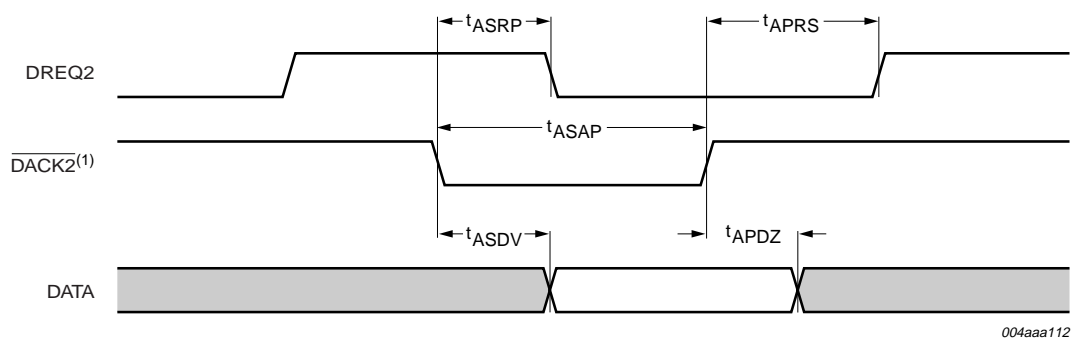 tASRP
tAPRS
DREQ2
tASAP
DACK2(1)
tASDV
tAPDZ
DATA
004aaa112